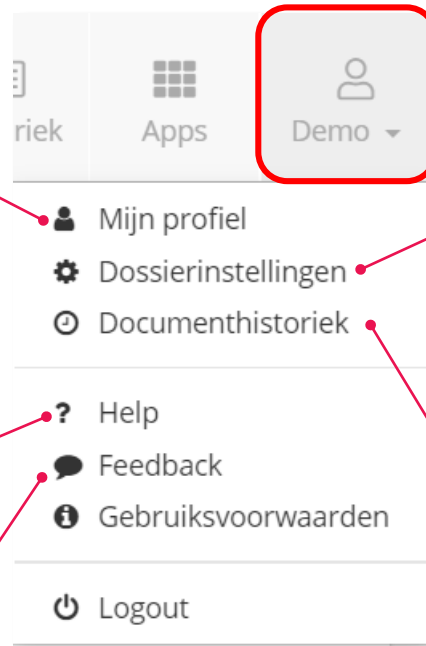 riek Apps Demo
Mijn profiel
Dossierinstellingen
Documenthistoriek
? Help
Feedback
Gebruiksvoorwaarden
Logout